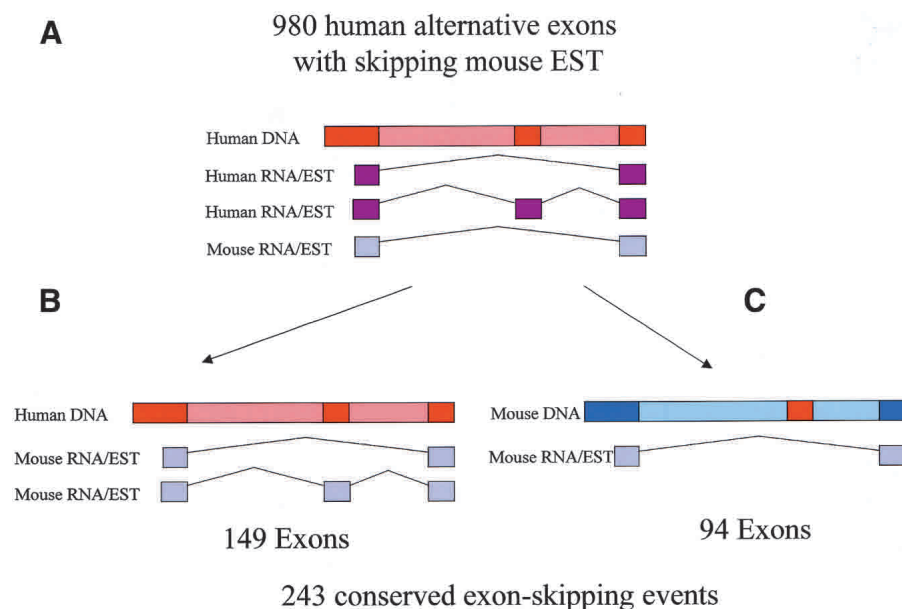 A
980 human alternative exons
with skipping mouse EST
Human DNA
Human RNA/EST
Human RNA/EST
Mouse RNA/EST
B
C
Human DNA
Mouse RNA/EST
Mouse RNA/EST
149 Exons
Mouse DNA
Mouse RNA/EST
94 Exons
243 conserved exon-skipping events